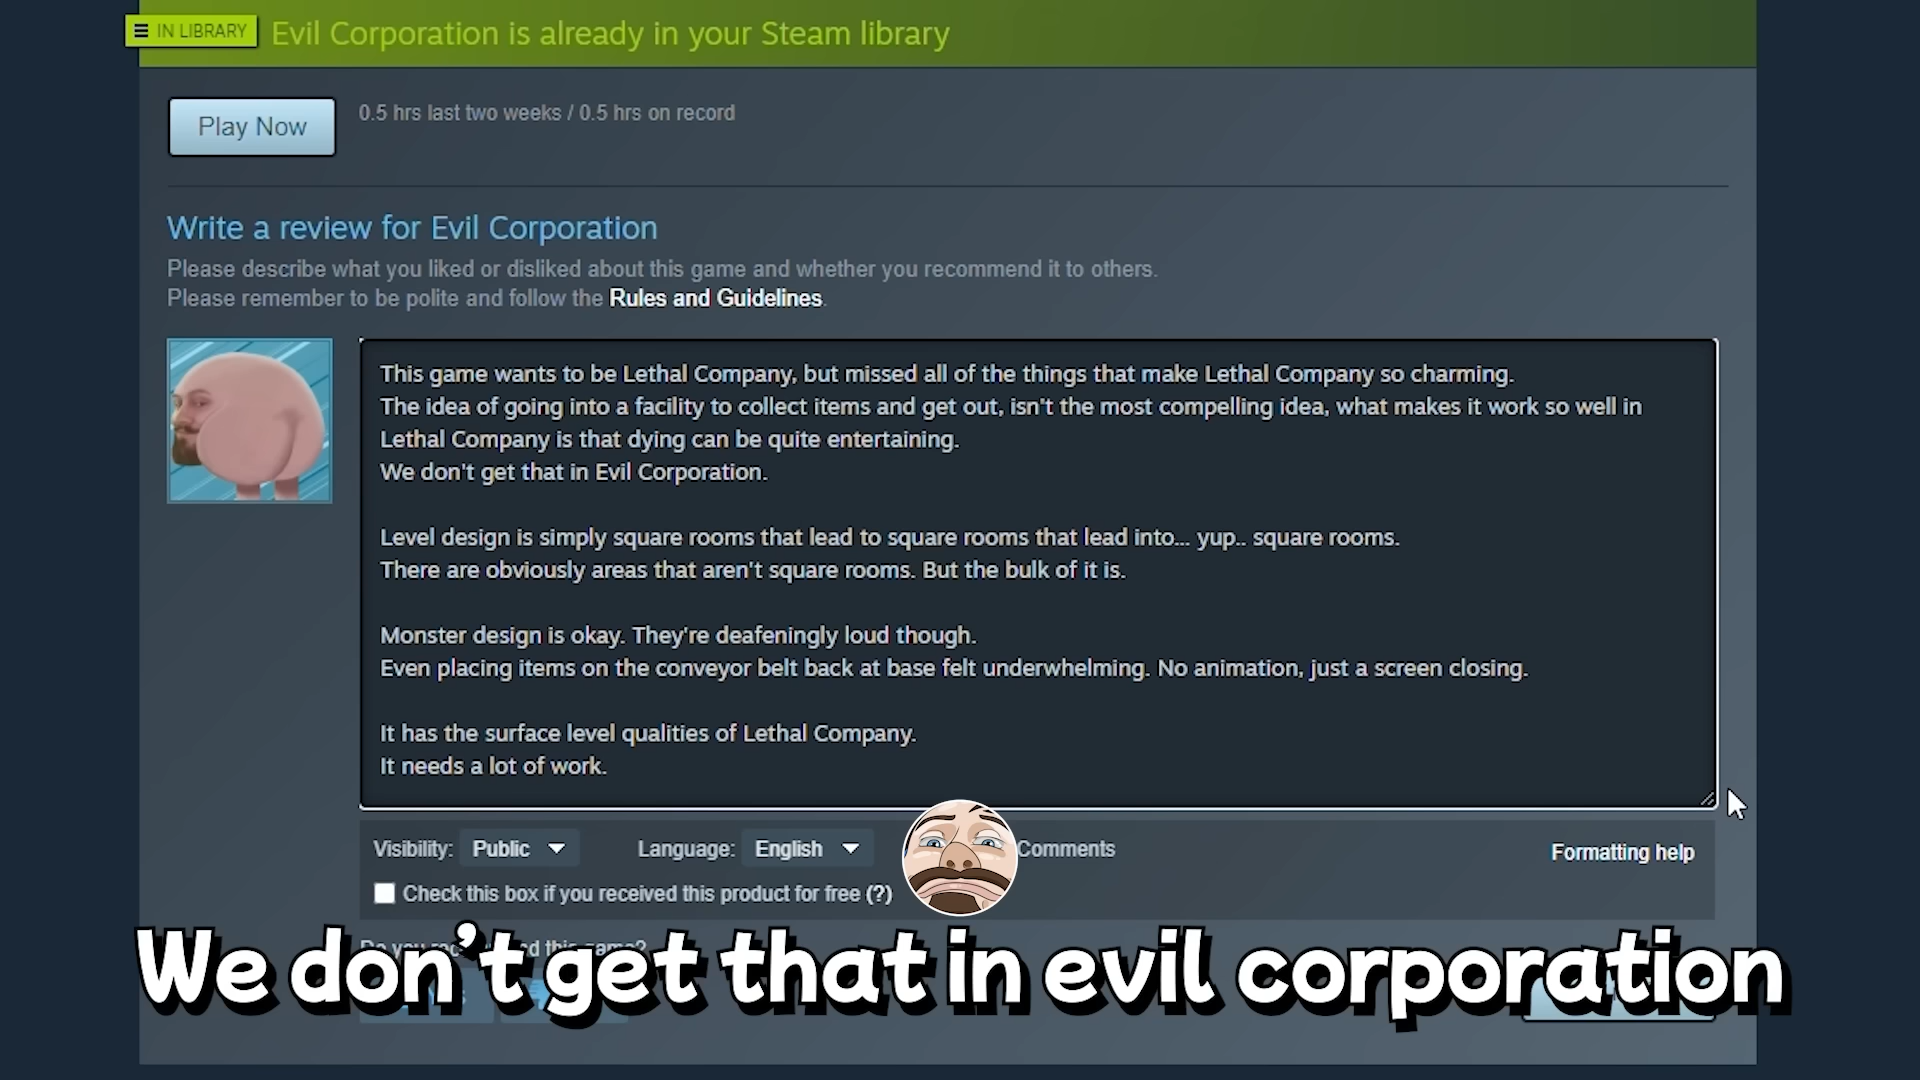 IN LIBRARY
Evil Corporation is already in your Steam library
Play Now
0.5 hrs last two weeks / 0.5 hrs on record
Write a review for Evil Corporation
Please describe what you liked or disliked about this game and whether you recommend it to others.
Please remember to be polite and follow the Rules and Guidelines.
This game wants to be Lethal Company, but missed all of the things that make Lethal Company so charming.
The idea of going into a facility to collect items and get out, isn't the most compelling idea, what makes it work so well in
Lethal Company is that dying can be quite entertaining.
We don't get that in Evil Corporation.
Level design is simply square rooms that lead to square rooms that lead into... yup.. square rooms.
There are obviously areas that aren't square rooms. But the bulk of it is.
Monster design is okay. They're deafeningly loud though.
Even placing items on the conveyor belt back at base felt underwhelming. No animation, just a screen closing.
It has the surface level qualities of Lethal Company.
It needs a lot of work.
Visibility: Public Language: English Comments Formatting help
Check this box if you received this product for free (?)
Do you this game?
We don't get that in evil corporation